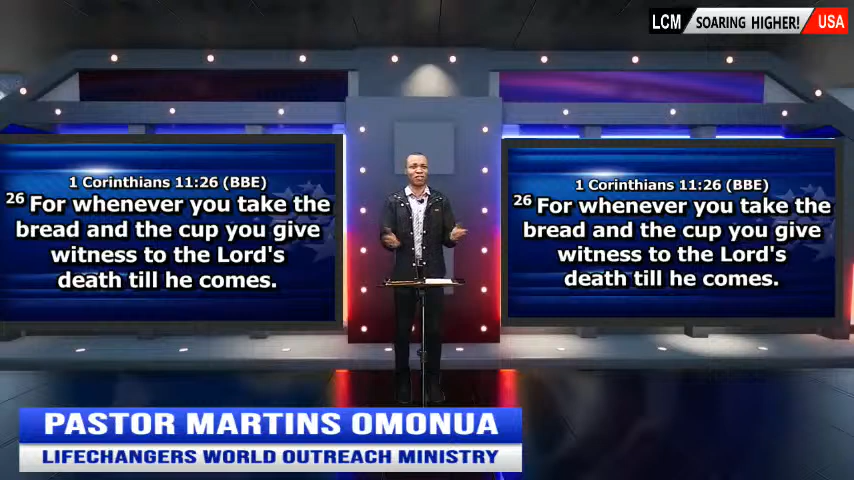 LCM SOARING HIGHER! USA
1 Corinthians 11:26 (BBE)
26 For whenever you take the
bread and the cup you give
witness to the Lord's
death till he comes.
1 Corinthians 11:26 (BBE)
26 For whenever you take the
bread and the cup you give
witness to the Lord's
death till he comes.
PASTOR MARTINS OMONUA
LIFECHANGERS WORLD OUTREACH MINISTRY